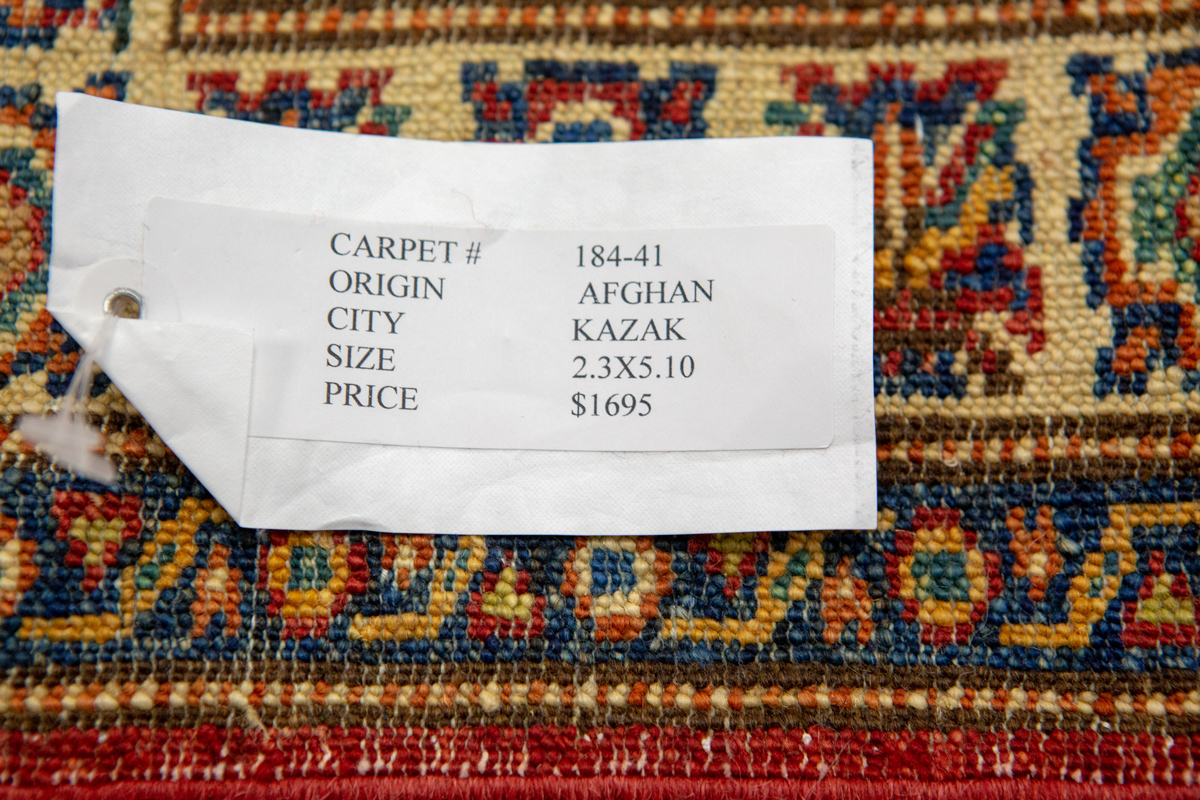 CARPET # 184-41
ORIGIN AFGHAN
CITY KAZAK
SIZE 2.3X5.10
PRICE $1695